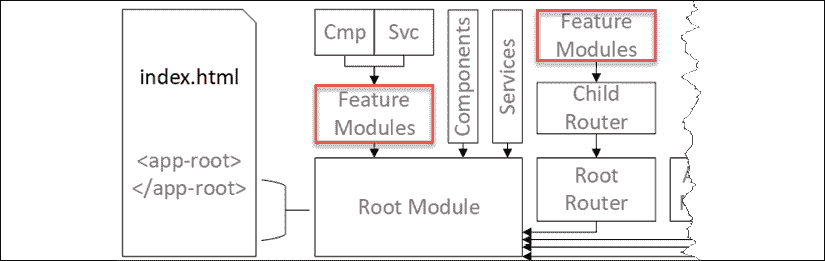 index.html
<app-root>
</app-root>
Cmp
Svc
Feature
Modules
Components
Services
Root Module
Feature
Modules
Child
Router
Root
Router